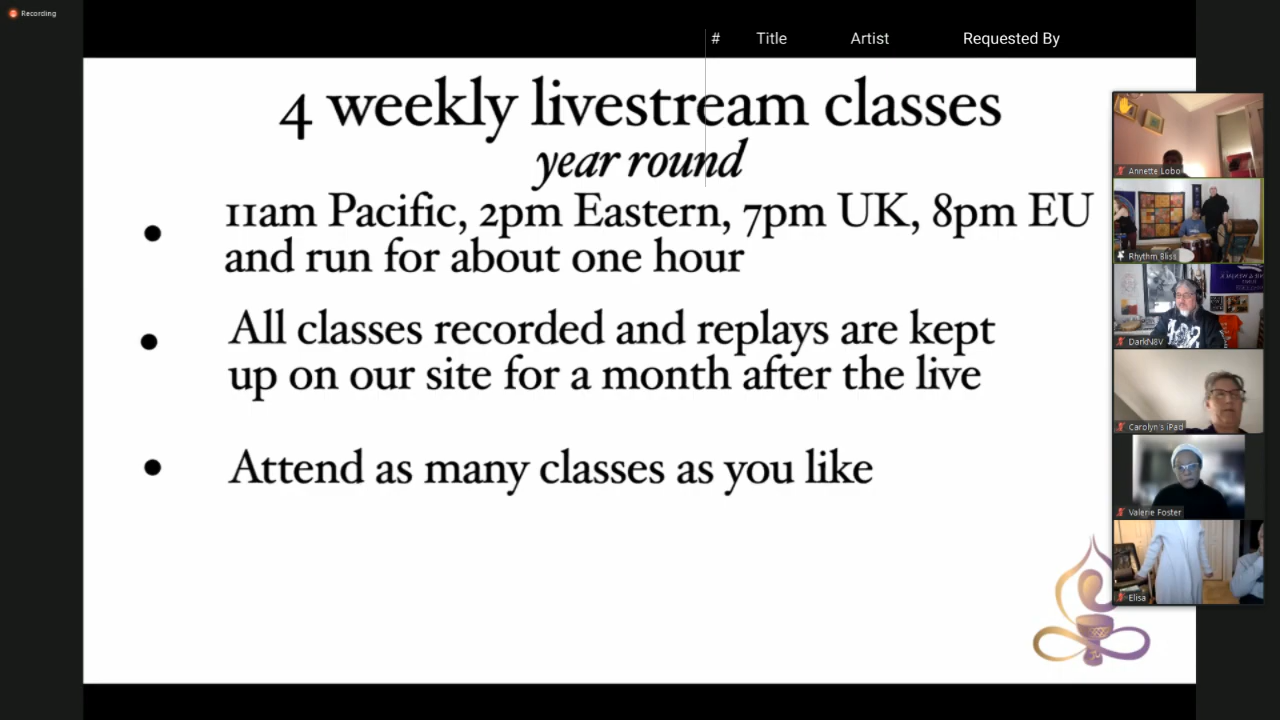 Recording
# Title Artist Requested By
4 weekly livestream classes
year round
• 11am Pacific, 2pm Eastern, 7pm UK, 8pm EU
and run for about one hour
• All classes recorded and replays are kept
up on our site for a month after the live
• Attend as many classes as you like
Annette Lobo
Rhythm Bliss
DarkN8V
Carolyn's iPad
Valerie Foster
Elisa